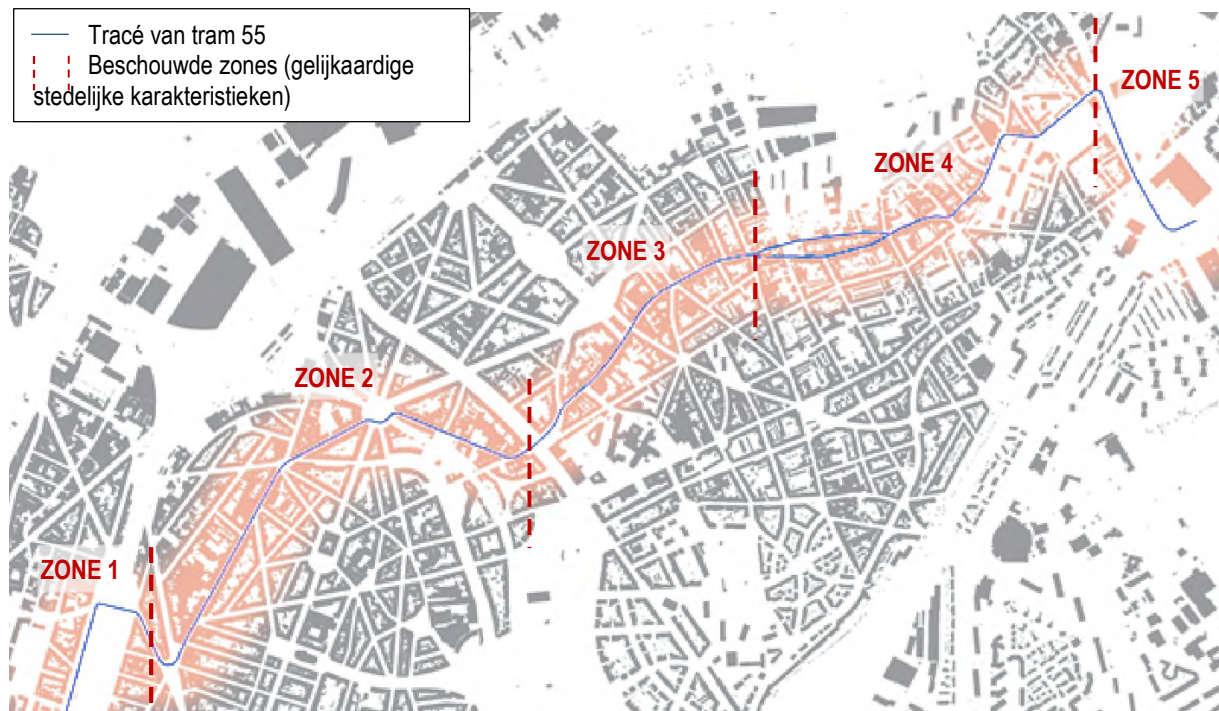 Tracé van tram 55
Beschouwde zones (gelijkaardige
stedelijke karakteristieken)
ZONE 5
ZONE 4
ZONE 3
ZONE 2
ZONE 1